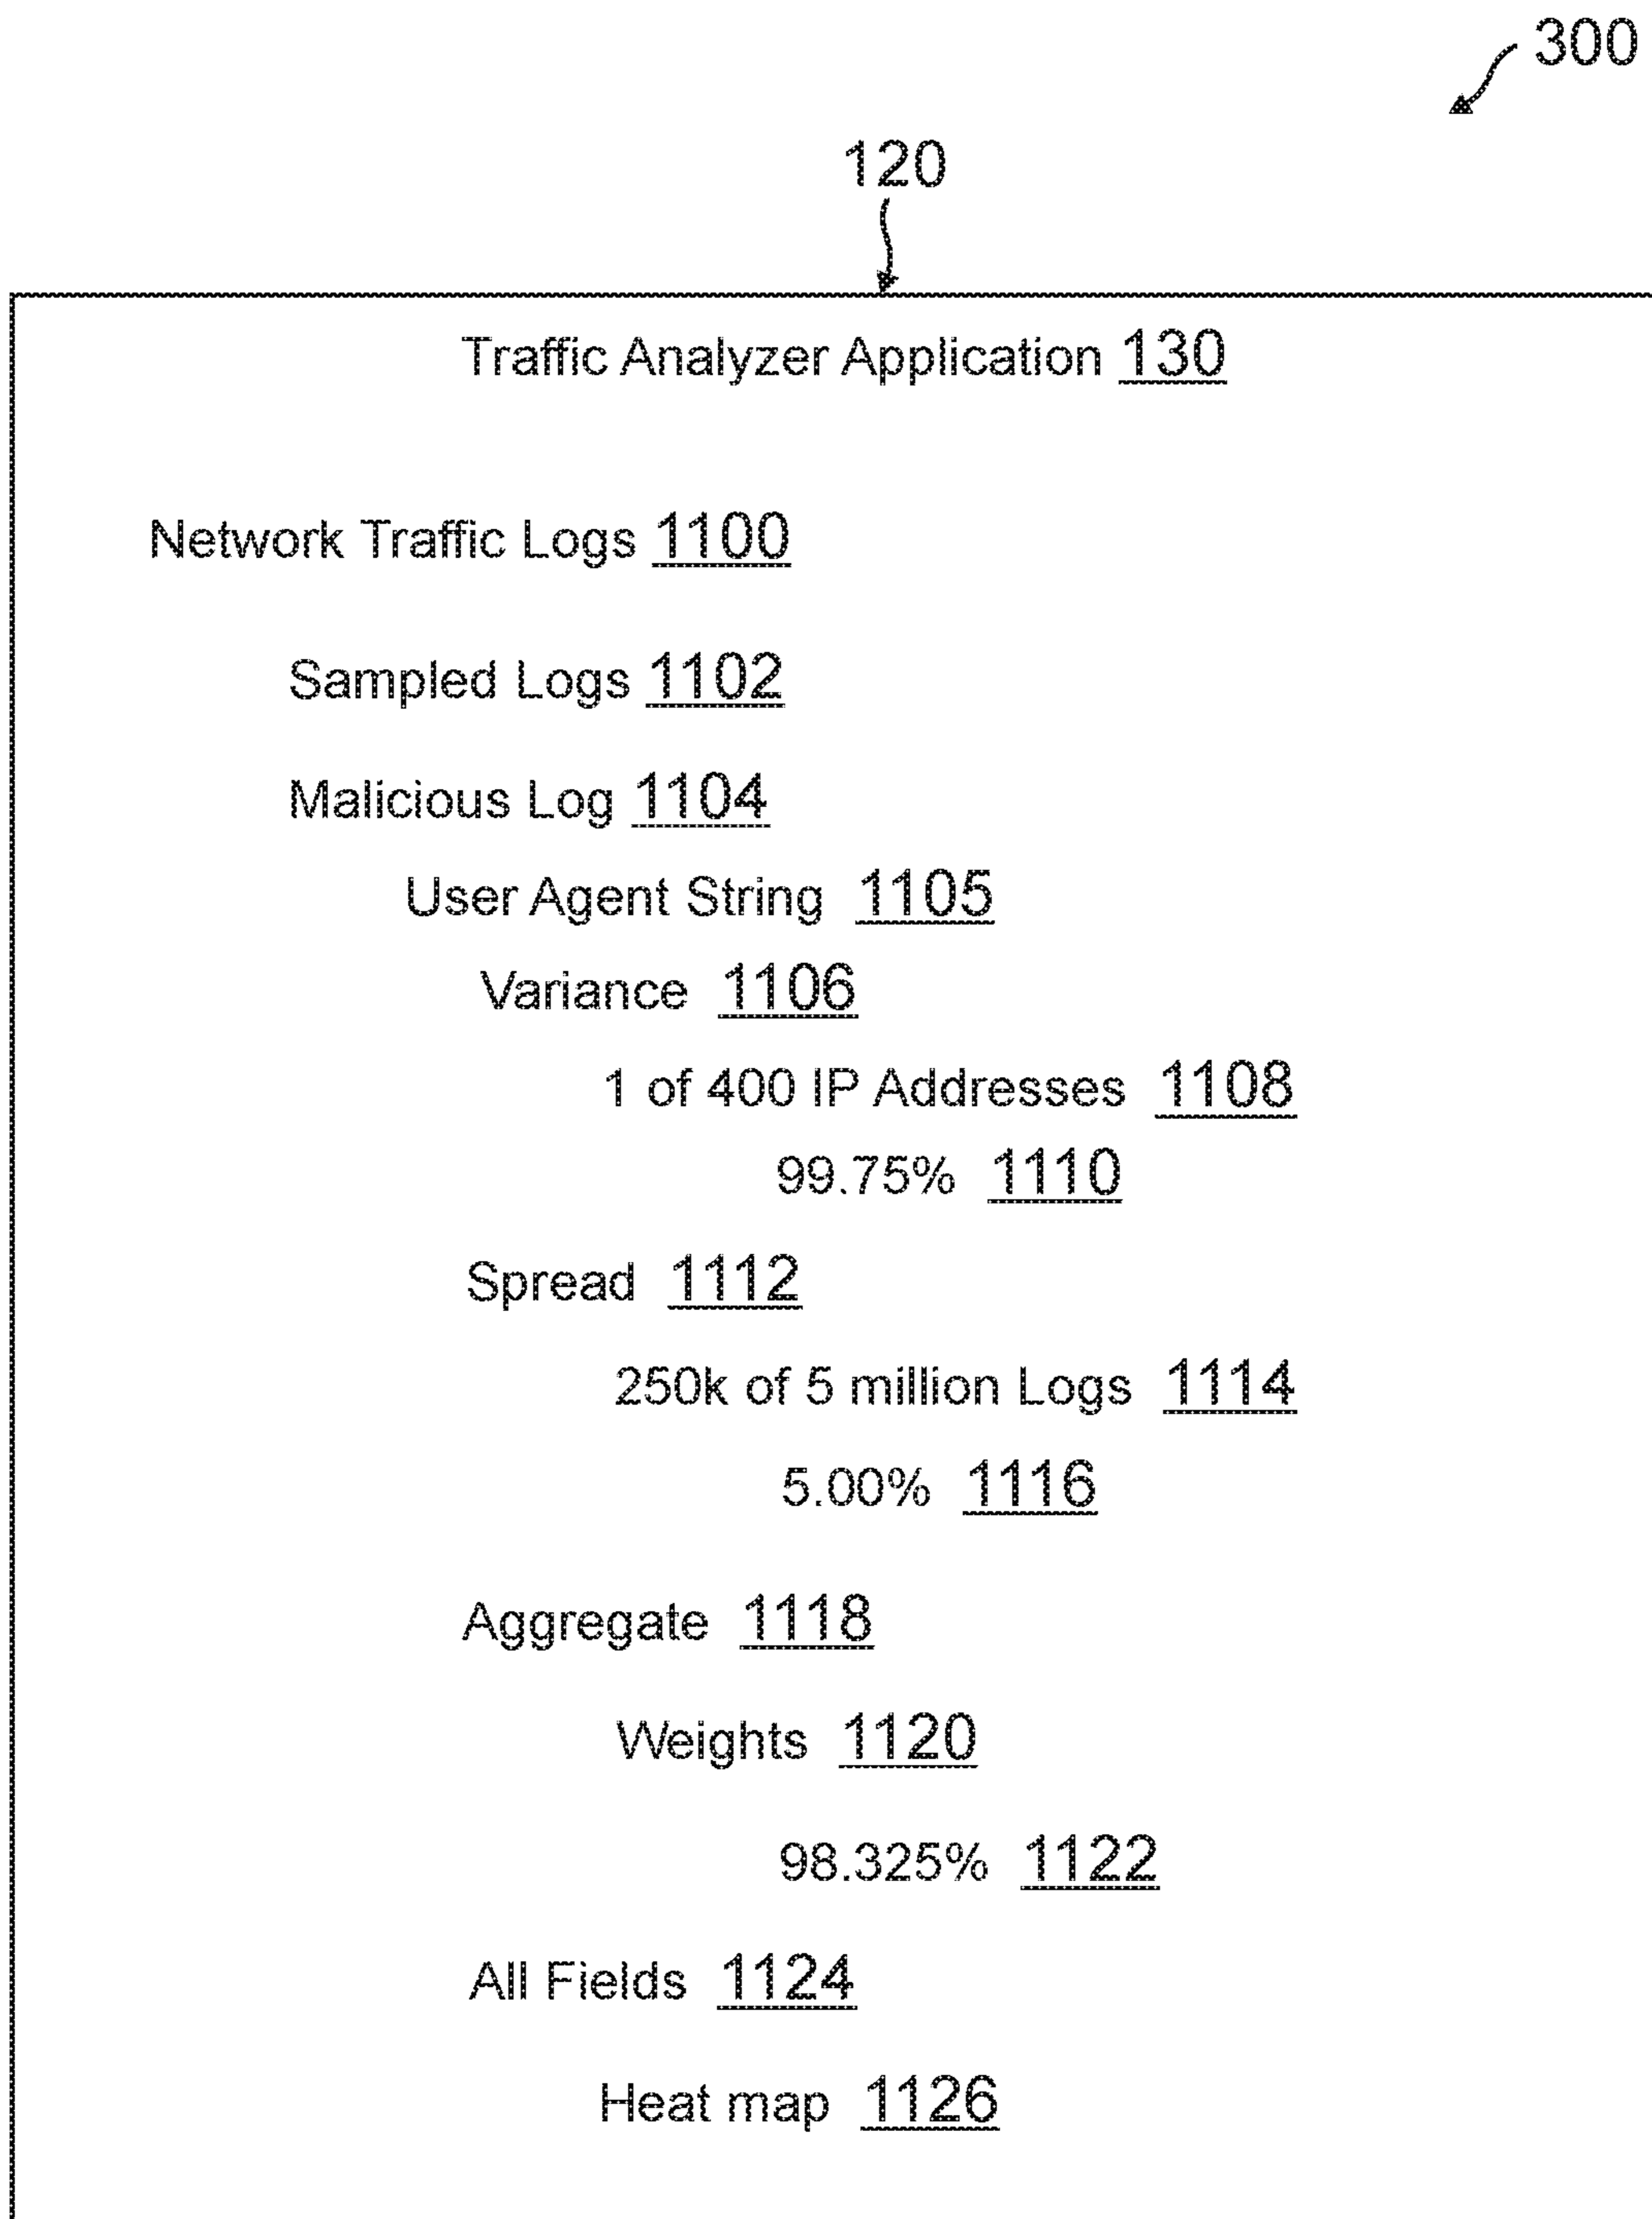 300
120
Traffic Analyzer Application 130
Network Traffic Logs 1100
Sampled Logs 1102
Malicious Log 1104
User Agent String 1105
Variance 1106
1 of 400 IP Addresses 1108
99.75% 1110
Spread 1112
250k of 5 million Logs 1114
5.00% 1116
Aggregate 1118
Weights 1120
98.325% 1122
All Fields 1124
Heat map 1126